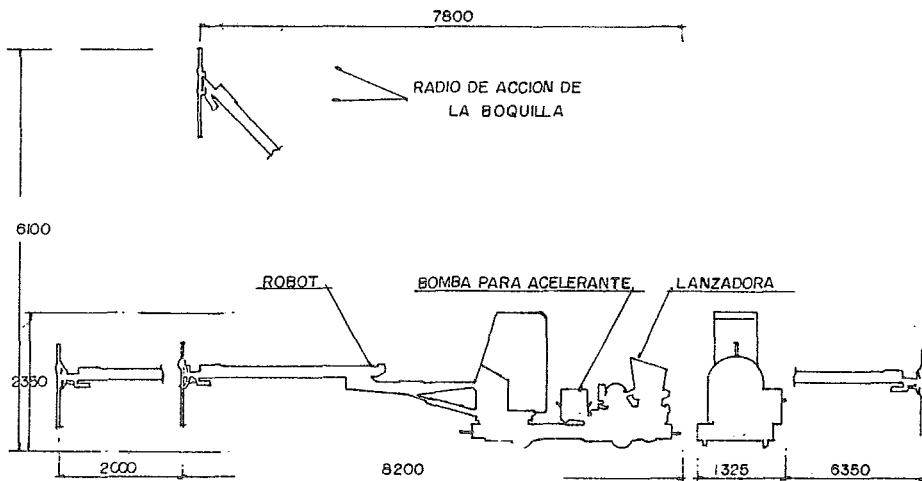 7800
RADIO DE ACCION DE
LA BOQUILLA
6100
ROBOT
BOMBA PARA ACELERANTE
LANZADORA
2350
2000
8200
1325
6350